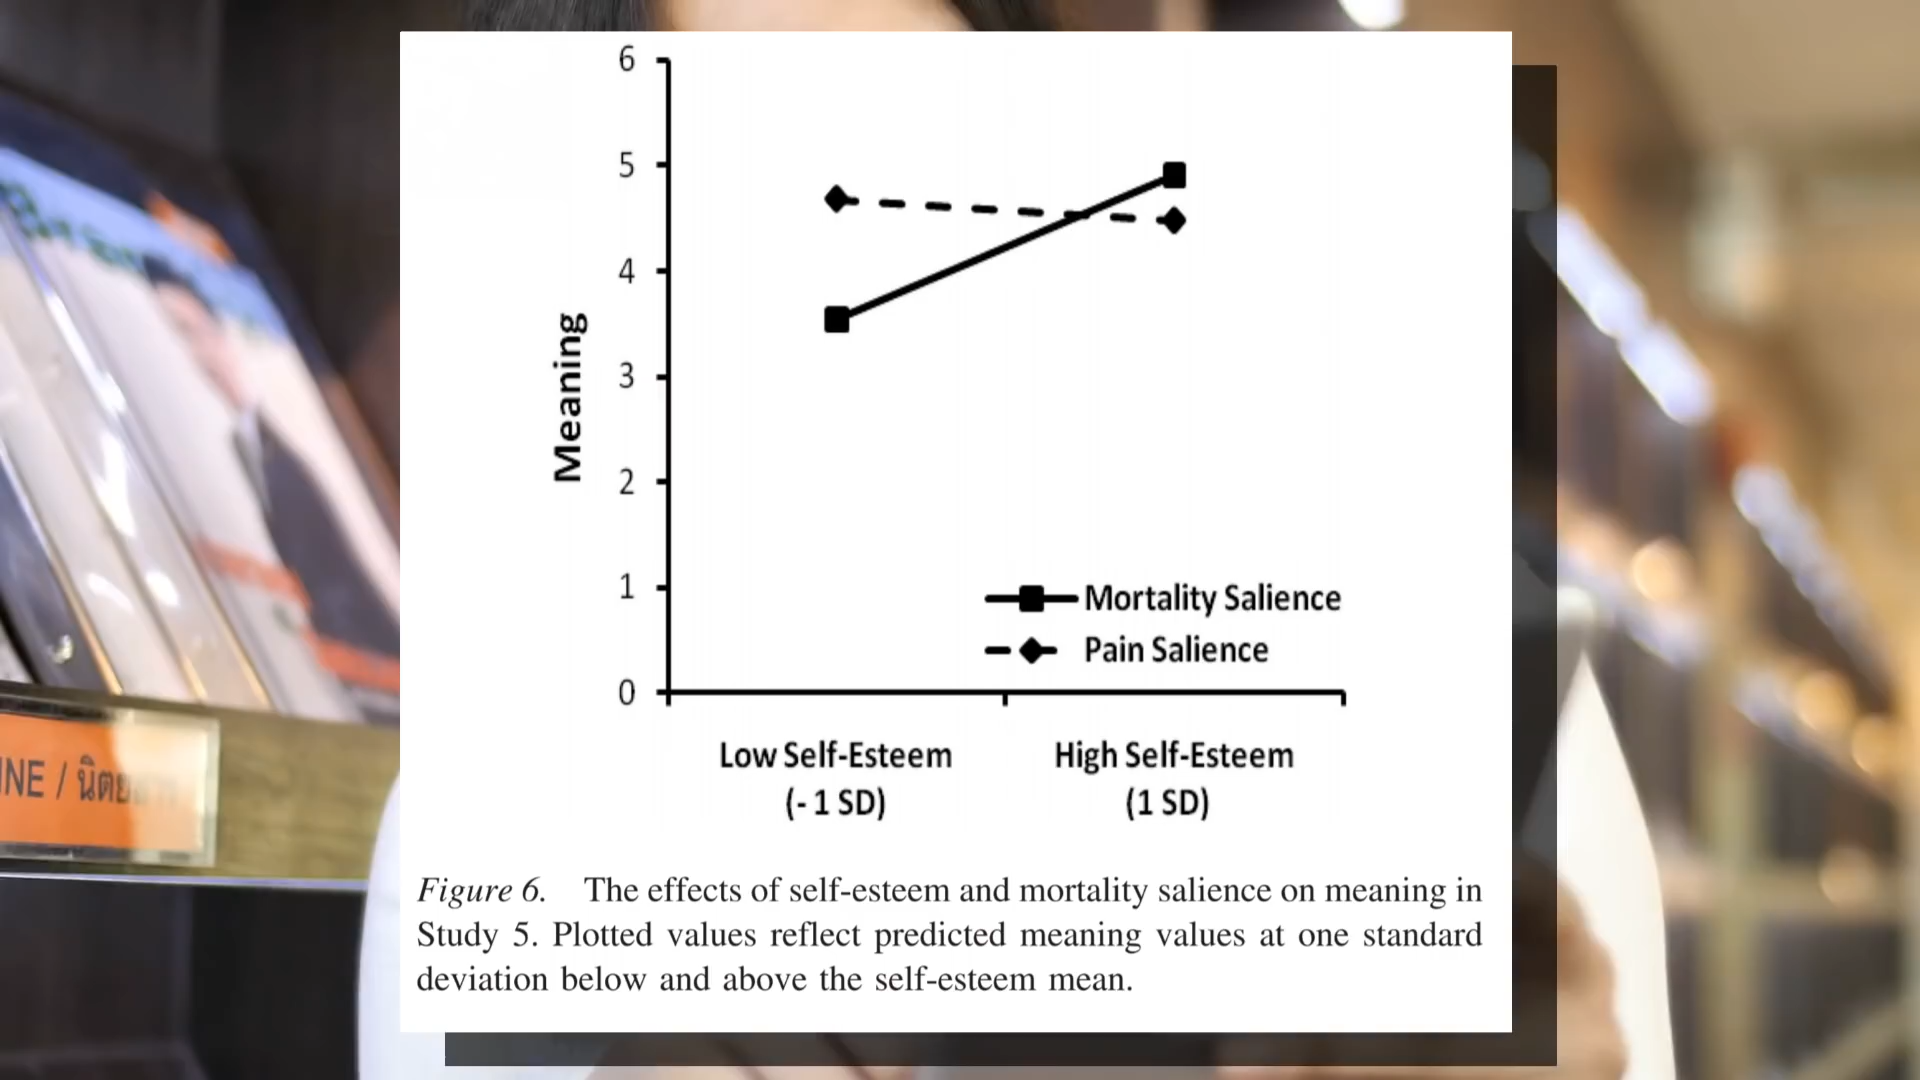 6
5
4
3
2
1
0
Meaning
Mortality Salience
Pain Salience
Low Self-Esteem
(- 1 SD)
High Self-Esteem
(1 SD)
Figure 6. The effects of self-esteem and mortality salience on meaning in
Study 5. Plotted values reflect predicted meaning values at one standard
deviation below and above the self-esteem mean.
INE /